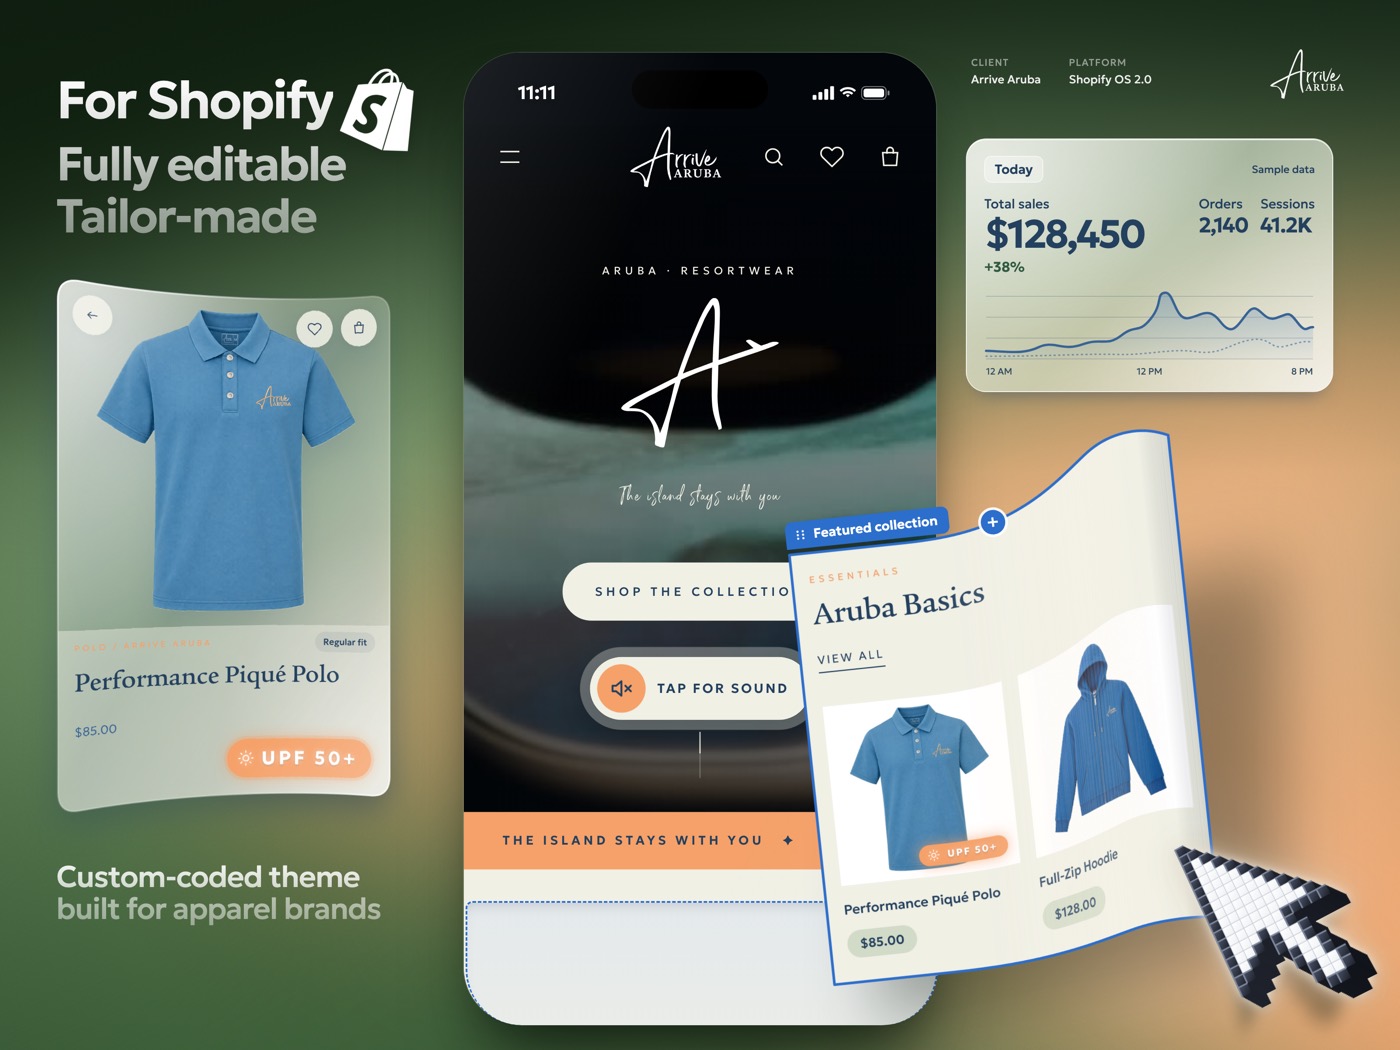 For Shopify
Fully editable
Tailor-made
POLO / ARRIVE ARUBA
Regular fit
Performance Piqué Polo
$85.00
UPF 50+
Custom-coded theme
built for apparel brands
11:11
Arrive
ARUBA
ARUBA · RESORTWEAR
A
The island stays with you
SHOP THE COLLECTIO
TAP FOR SOUND
THE ISLAND STAYS WITH YOU
CLIENT
Arrive Aruba
PLATFORM
Shopify OS 2.0
Arrive
ARUBA
Today
Sample data
Total sales
$128,450
+38%
Orders
2,140
Sessions
41.2K
12 AM
12 PM
8 PM
Featured collection
ESSENTIALS
Aruba Basics
VIEW ALL
UPF 50+
Performance Piqué Polo
$85.00
Full-Zip Hoodie
$128.00